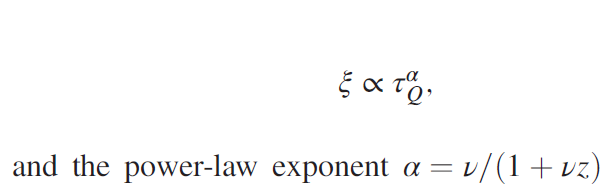 ξ ∝ τ_Q^α,
and the power-law exponent α = ν/(1 + νz)